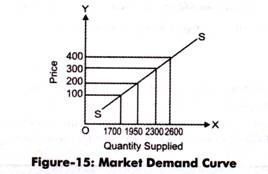 Y
S
400
300
200
100
Price
S
O
1700 1950 2300 2600
X
Quantity Supplied
Figure-15: Market Demand Curve